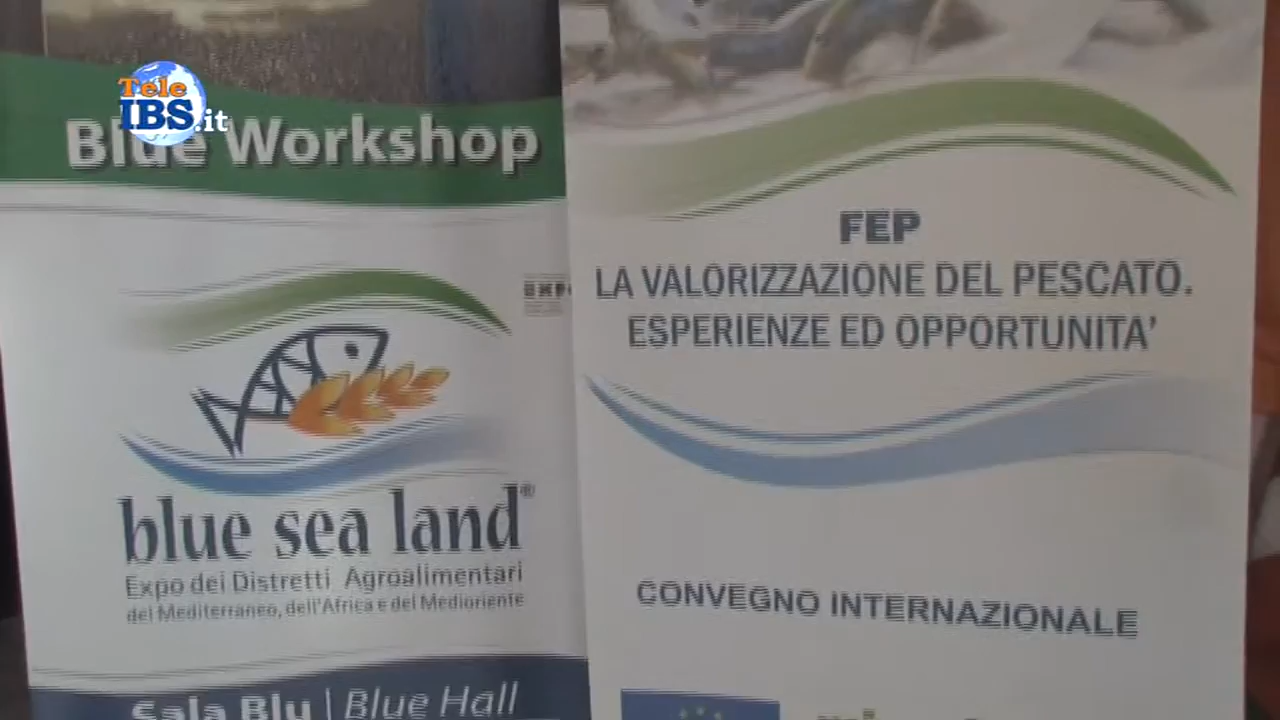 Tele
IBS.it
Blue Workshop
blue sea land®
Expo dei Distretti Agroalimentari
del Mediterraneo, dell'Africa e del Medioriente
Sala Blu | Blue Hall
FEP
LA VALORIZZAZIONE DEL PESCATO.
ESPERIENZE ED OPPORTUNITA'
CONVEGNO INTERNAZIONALE